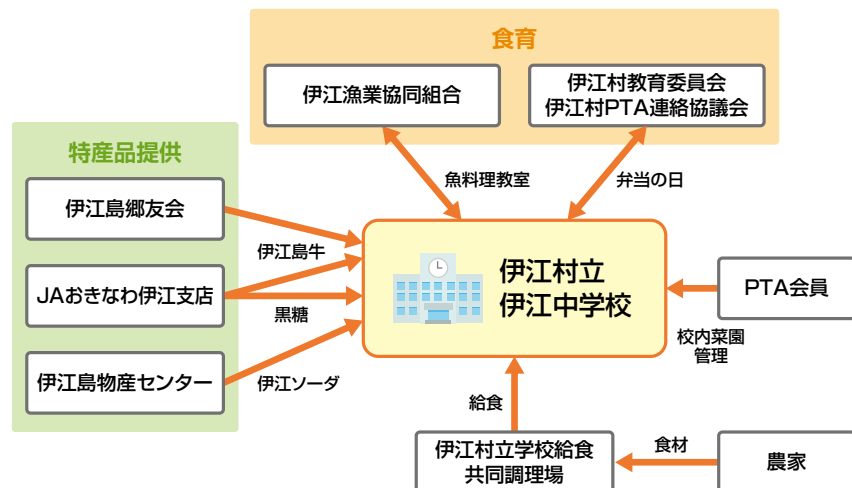 食育
伊江漁業協同組合
伊江村教育委員会
伊江村PTA連絡協議会
特産品提供
伊江島郷友会
JAおきなわ伊江支店
伊江島物産センター
魚料理教室
弁当の日
伊江島牛
黒糖
伊江ソーダ
伊江村立
伊江中学校
PTA会員
校内菜園
管理
給食
伊江村立学校給食
共同調理場
食材
農家